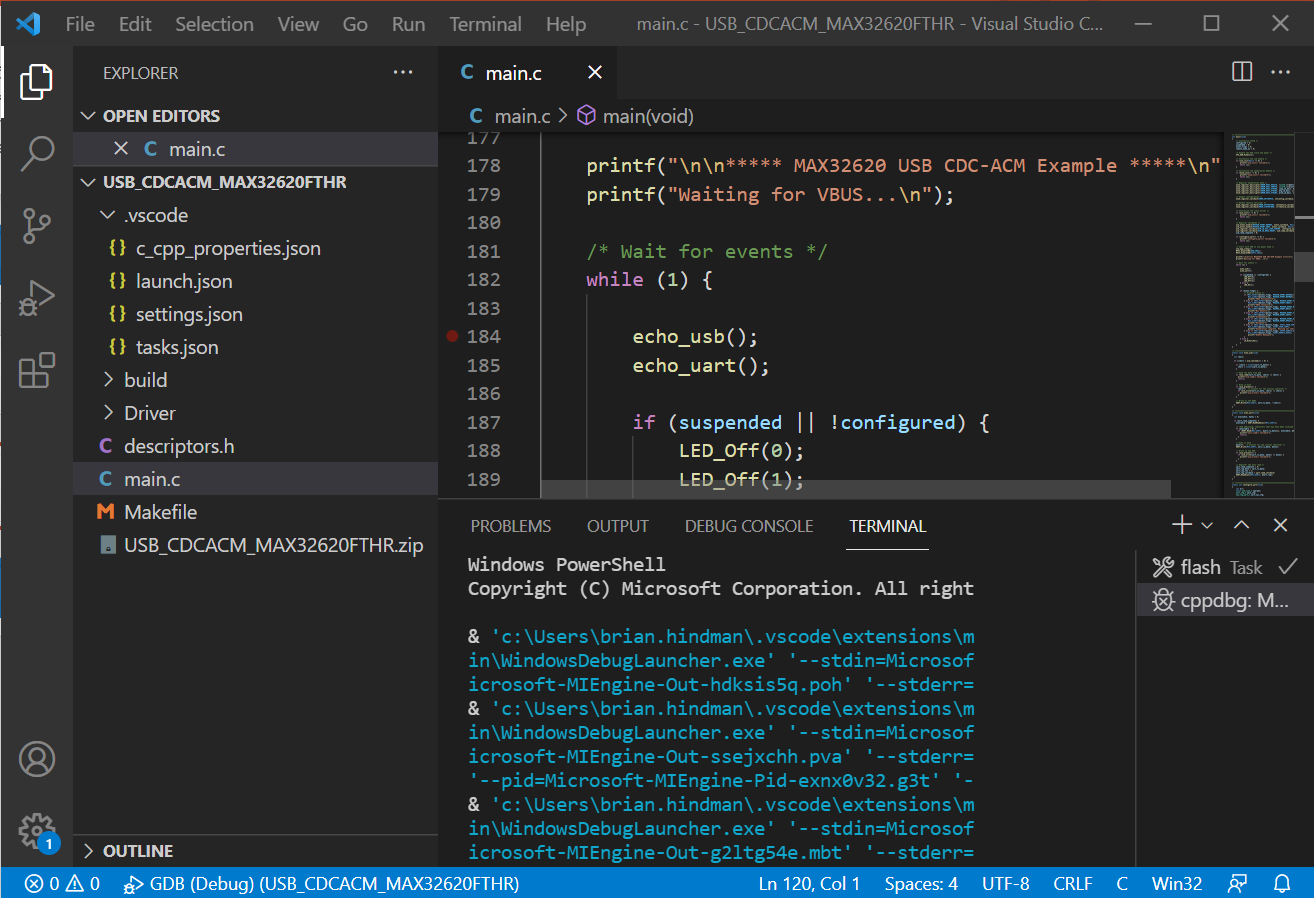 File Edit Selection View Go Run Terminal Help main.c - USB_CDCACM_MAX32620FTHR - Visual Studio C...
EXPLORER
OPEN EDITORS
main.c
USB_CDCACM_MAX32620FTHR
.vscode
{} c_cpp_properties.json
{} launch.json
{} settings.json
{} tasks.json
build
Driver
C descriptors.h
C main.c
M Makefile
USB_CDCACM_MAX32620FTHR.zip
OUTLINE
C main.c
C main.c > main(void)
177
178 printf("\n\n***** MAX32620 USB CDC-ACM Example *****\n"
179 printf("Waiting for VBUS...\n");
180
181 /* Wait for events */
182 while (1) {
183
184 echo_usb();
185 echo_uart();
186
187 if (suspended || !configured) {
188 LED_Off(0);
189 LED_Off(1);
PROBLEMS OUTPUT DEBUG CONSOLE TERMINAL
Windows PowerShell
Copyright (C) Microsoft Corporation. All right
& 'c:\Users\brian.hindman\.vscode\extensions\m
in\WindowsDebugLauncher.exe' '--stdin=Microsof
icrosoft-MIEngine-Out-hdksis5q.poh' '--stderr=
& 'c:\Users\brian.hindman\.vscode\extensions\m
in\WindowsDebugLauncher.exe' '--stdin=Microsof
icrosoft-MIEngine-Out-ssejxchh.pva' '--stderr=
'--pid=Microsoft-MIEngine-Pid-exnx0v32.g3t' '-
& 'c:\Users\brian.hindman\.vscode\extensions\m
in\WindowsDebugLauncher.exe' '--stdin=Microsof
icrosoft-MIEngine-Out-g2ltg54e.mbt' '--stderr=
flash Task
cppdbg: M...
1
0 0 GDB (Debug) (USB_CDCACM_MAX32620FTHR) Ln 120, Col 1 Spaces: 4 UTF-8 CRLF C Win32